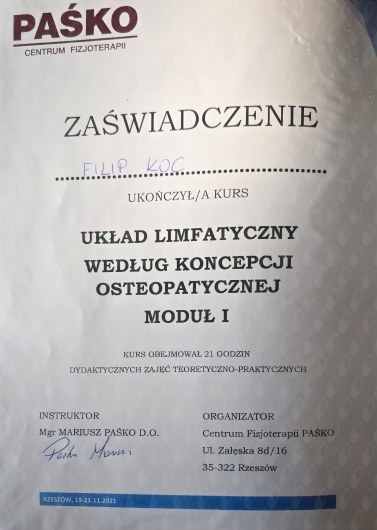 PAŚKO
CENTRUM FIZJOTERAPII
ZAŚWIADCZENIE
FILIP KOC
UKOŃCZYŁ/A KURS
UKŁAD LIMFATYCZNY
WEDŁUG KONCEPCJI
OSTEOPATYCZNEJ
MODUŁ I
KURS OBEJMOWAŁ 21 GODZIN
DYDAKTYCZNYCH ZAJĘĆ TEORETYCZNO-PRAKTYCZNYCH
INSTRUKTOR
Mgr MARIUSZ PAŚKO D.O.
ORGANIZATOR
Centrum Fizjoterapii PAŚKO
Ul. Załęska 8d/16
35-322 Rzeszów
RZESZÓW, 19-21.11.2021